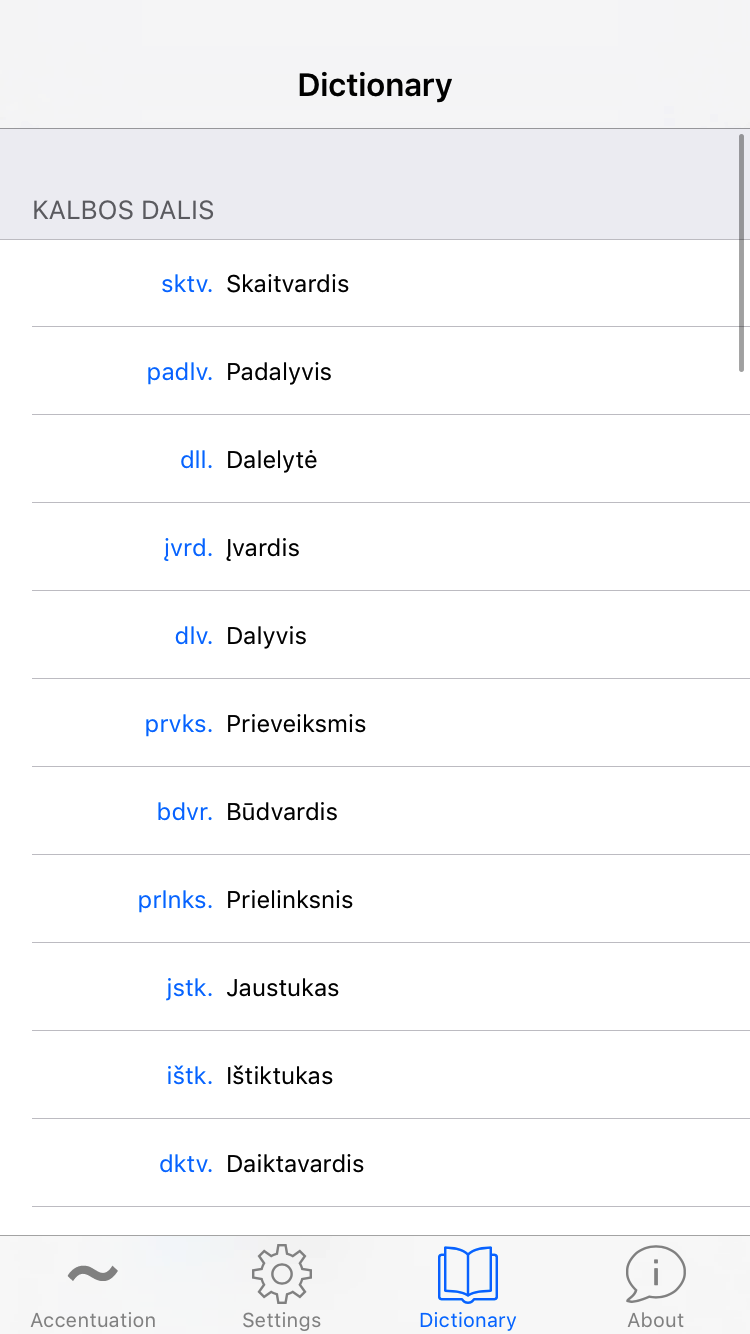 Dictionary
KALBOS DALIS
sktv. Skaitvardis
padlv. Padalyvis
dll. Dalelytė
įvrd. Įvardis
dlv. Dalyvis
prvks. Prieveiksmis
bdvr. Būdvardis
prlnks. Prielinksnis
jstk. Jaustukas
ištk. Ištiktukas
dktv. Daiktavardis
Accentuation Settings Dictionary About